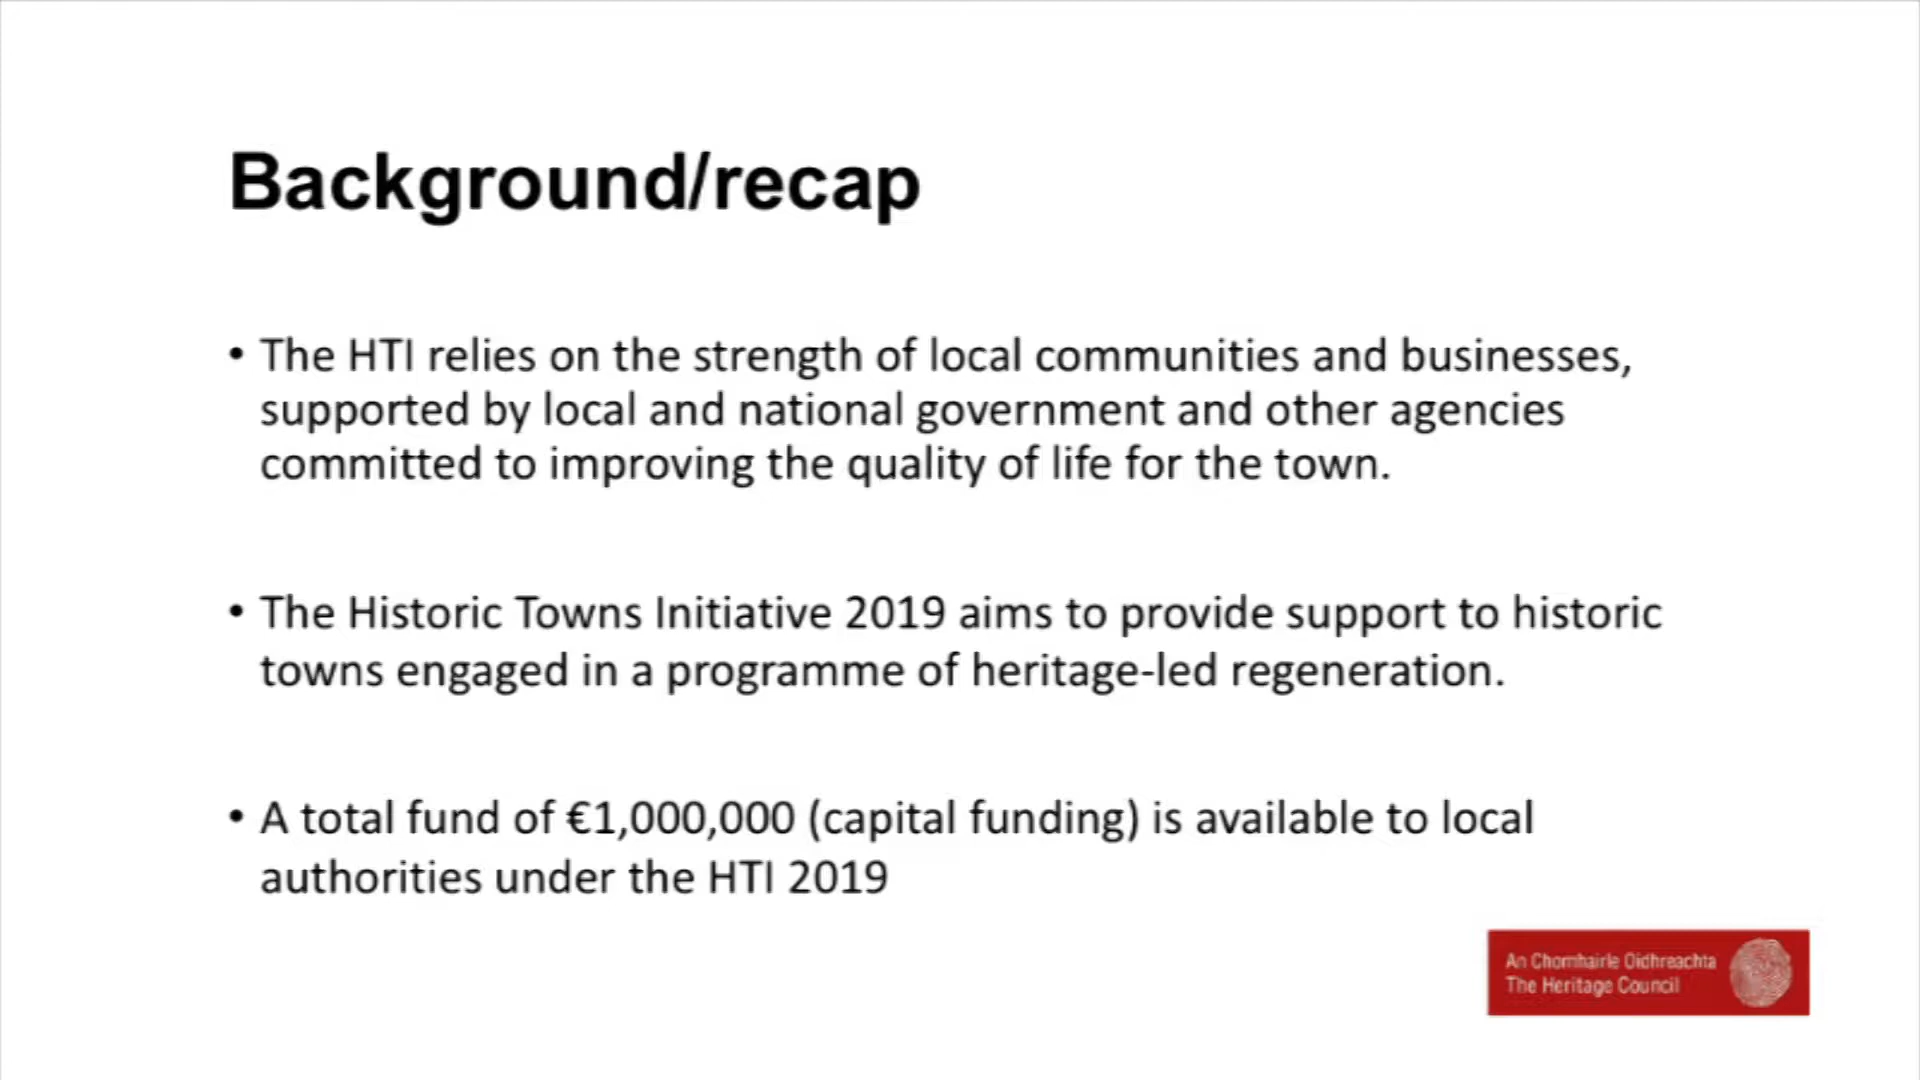 Background/recap
• The HTI relies on the strength of local communities and businesses,
supported by local and national government and other agencies
committed to improving the quality of life for the town.
• The Historic Towns Initiative 2019 aims to provide support to historic
towns engaged in a programme of heritage-led regeneration.
• A total fund of €1,000,000 (capital funding) is available to local
authorities under the HTI 2019
An Chomhairle Oidhreachta
The Heritage Council